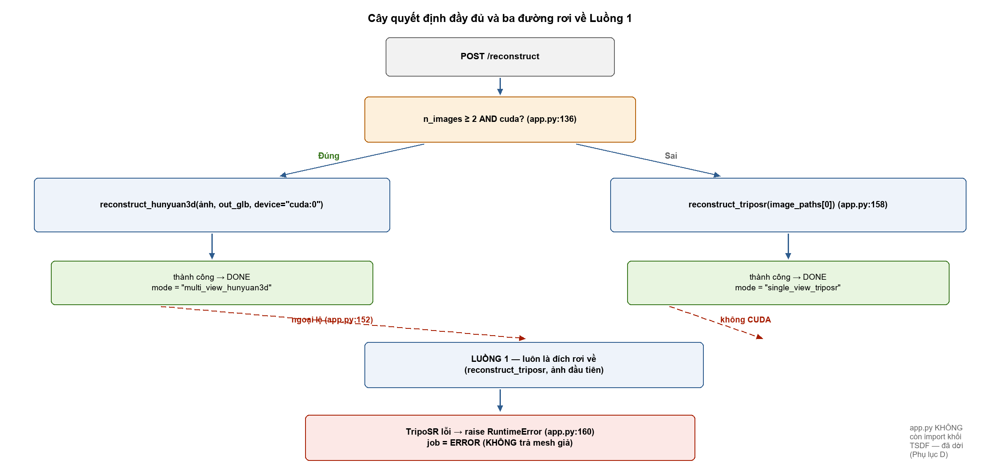 Cây quyết định đầy đủ và ba đường rơi về Luồng 1
POST /reconstruct
n_images ≥ 2 AND cuda? (app.py:136)
Đúng
Sai
reconstruct_hunyuan3d(ảnh, out_glb, device="cuda:0")
reconstruct_triposr(image_paths[0]) (app.py:158)
thành công → DONE
mode = "multi_view_hunyuan3d"
thành công → DONE
mode = "single_view_triposr"
ngoại lệ (app.py:152)
không CUDA
LUỒNG 1 — luôn là đích rơi về
(reconstruct_triposr, ảnh đầu tiên)
TripoSR lỗi → raise RuntimeError (app.py:160)
job = ERROR (KHÔNG trả mesh giả)
app.py KHÔNG
còn import khối
TSDF — đã dời
(Phụ lục D)